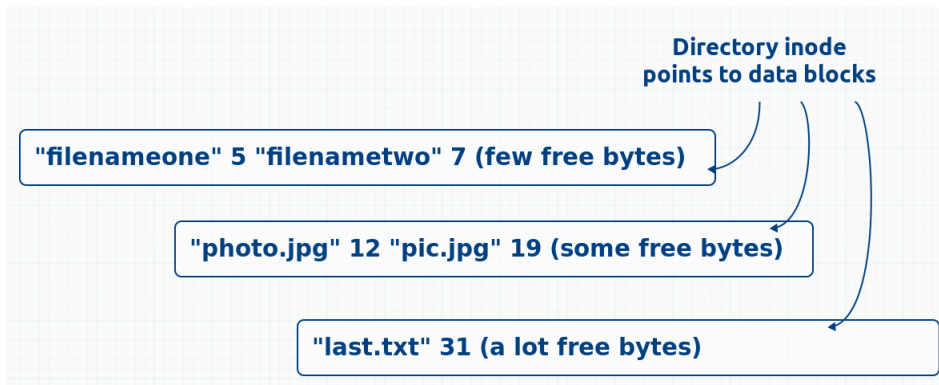 Directory inode
points to data blocks
"filenameone" 5 "filenametwo" 7 (few free bytes)
"photo.jpg" 12 "pic.jpg" 19 (some free bytes)
"last.txt" 31 (a lot free bytes)